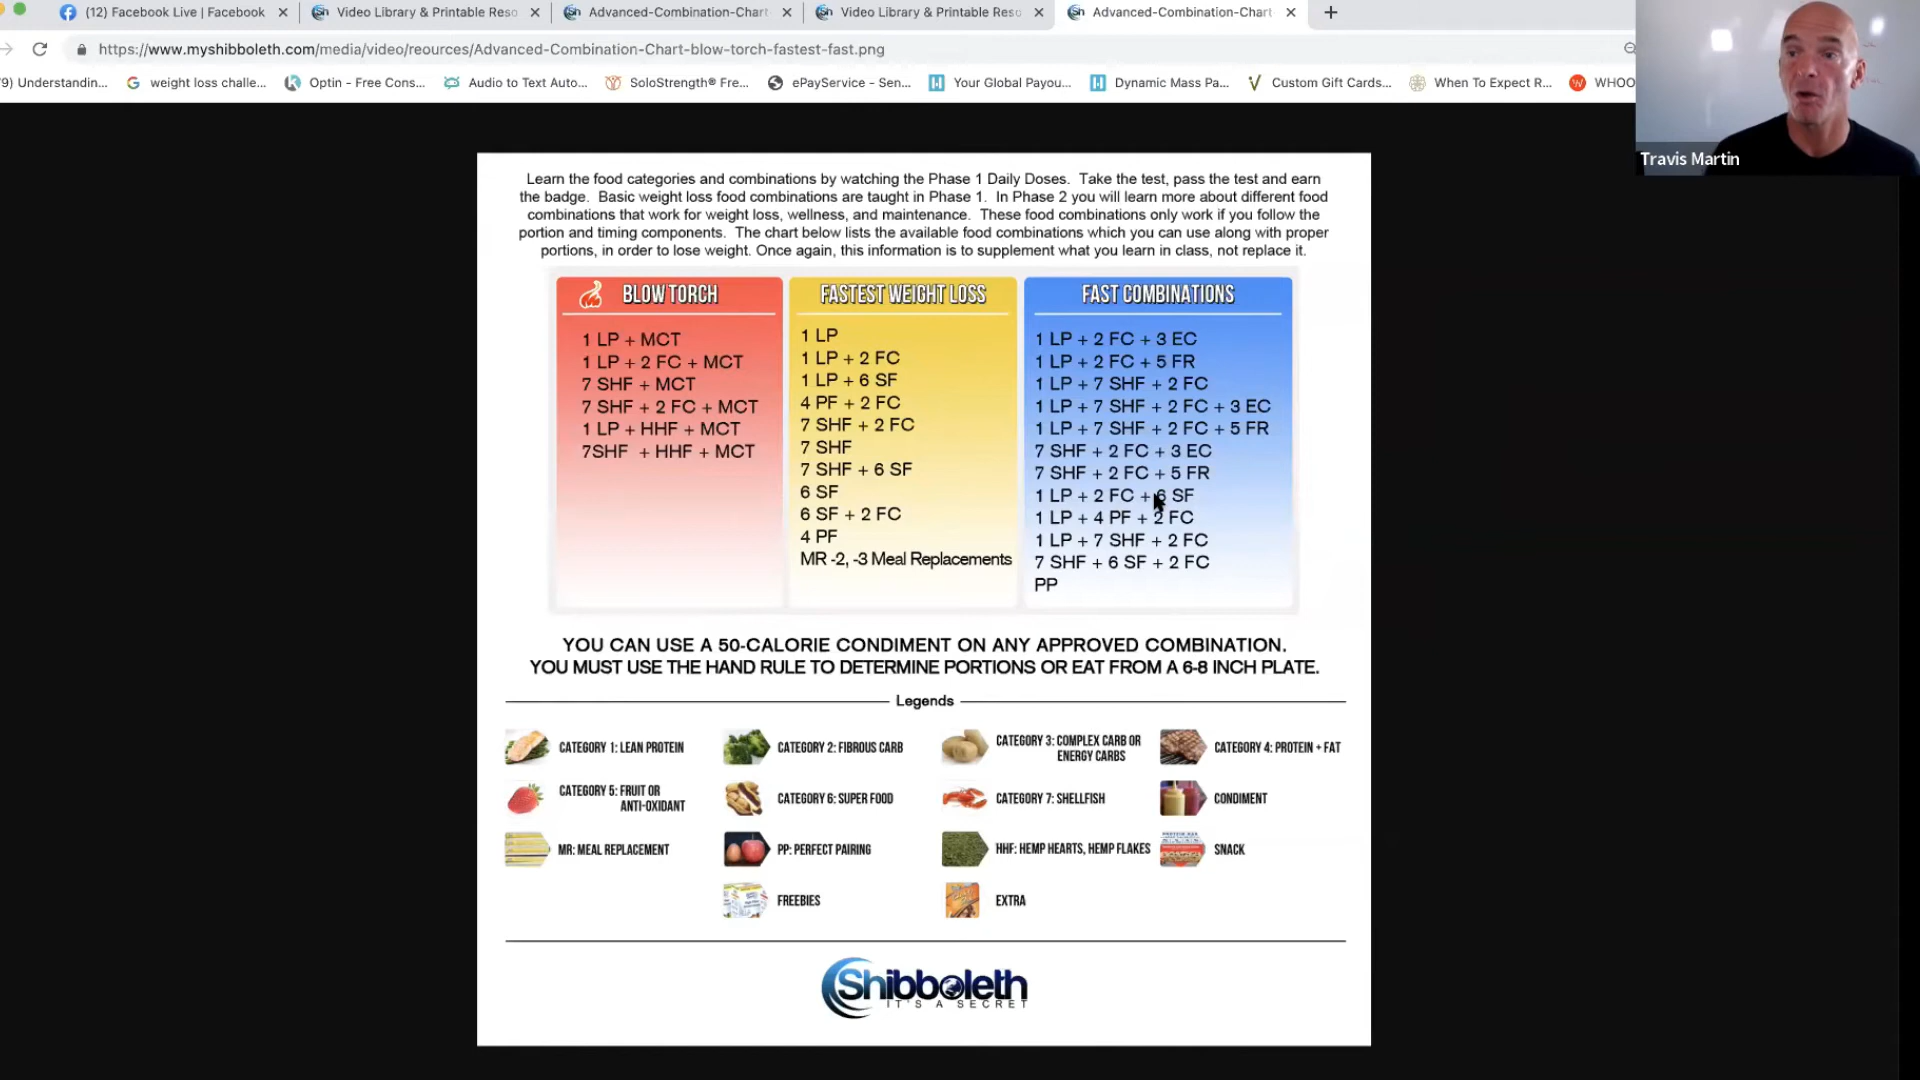 (12) Facebook Live | Facebook
Video Library & Printable Reso
Advanced-Combination-Chart
Video Library & Printable Reso
Advanced-Combination-Chart
https://www.myshibboleth.com/media/video/reources/Advanced-Combination-Chart-blow-torch-fastest-fast.png
9) Understandin...
weight loss challe...
Optin - Free Cons...
Audio to Text Auto...
SoloStrength® Fre...
ePayService - Sen...
Your Global Payou...
Dynamic Mass Pa...
Custom Gift Cards...
When To Expect R...
WHOO
Travis Martin
Learn the food categories and combinations by watching the Phase 1 Daily Doses. Take the test, pass the test and earn
the badge. Basic weight loss food combinations are taught in Phase 1. In Phase 2 you will learn more about different food
combinations that work for weight loss, wellness, and maintenance. These food combinations only work if you follow the
portion and timing components. The chart below lists the available food combinations which you can use along with proper
portions, in order to lose weight. Once again, this information is to supplement what you learn in class, not replace it.
BLOW TORCH
1 LP + MCT
1 LP + 2 FC + MCT
7 SHF + MCT
7 SHF + 2 FC + MCT
1 LP + HHF + MCT
7SHF + HHF + MCT
FASTEST WEIGHT LOSS
1 LP
1 LP + 2 FC
1 LP + 6 SF
4 PF + 2 FC
7 SHF + 2 FC
7 SHF
7 SHF + 6 SF
6 SF
6 SF + 2 FC
4 PF
MR -2, -3 Meal Replacements
FAST COMBINATIONS
1 LP + 2 FC + 3 EC
1 LP + 2 FC + 5 FR
1 LP + 7 SHF + 2 FC
1 LP + 7 SHF + 2 FC + 3 EC
1 LP + 7 SHF + 2 FC + 5 FR
7 SHF + 2 FC + 3 EC
7 SHF + 2 FC + 5 FR
1 LP + 2 FC + 6 SF
1 LP + 4 PF + 2 FC
1 LP + 7 SHF + 2 FC
7 SHF + 6 SF + 2 FC
PP
YOU CAN USE A 50-CALORIE CONDIMENT ON ANY APPROVED COMBINATION.
YOU MUST USE THE HAND RULE TO DETERMINE PORTIONS OR EAT FROM A 6-8 INCH PLATE.
Legends
CATEGORY 1: LEAN PROTEIN
CATEGORY 2: FIBROUS CARB
CATEGORY 3: COMPLEX CARB OR
ENERGY CARBS
CATEGORY 4: PROTEIN + FAT
CATEGORY 5: FRUIT OR
ANTI-OXIDANT
CATEGORY 6: SUPER FOOD
CATEGORY 7: SHELLFISH
CONDIMENT
MR: MEAL REPLACEMENT
PP: PERFECT PAIRING
HHF: HEMP HEARTS, HEMP FLAKES
SNACK
FREEBIES
EXTRA
Shibboleth
IT'S A SECRET